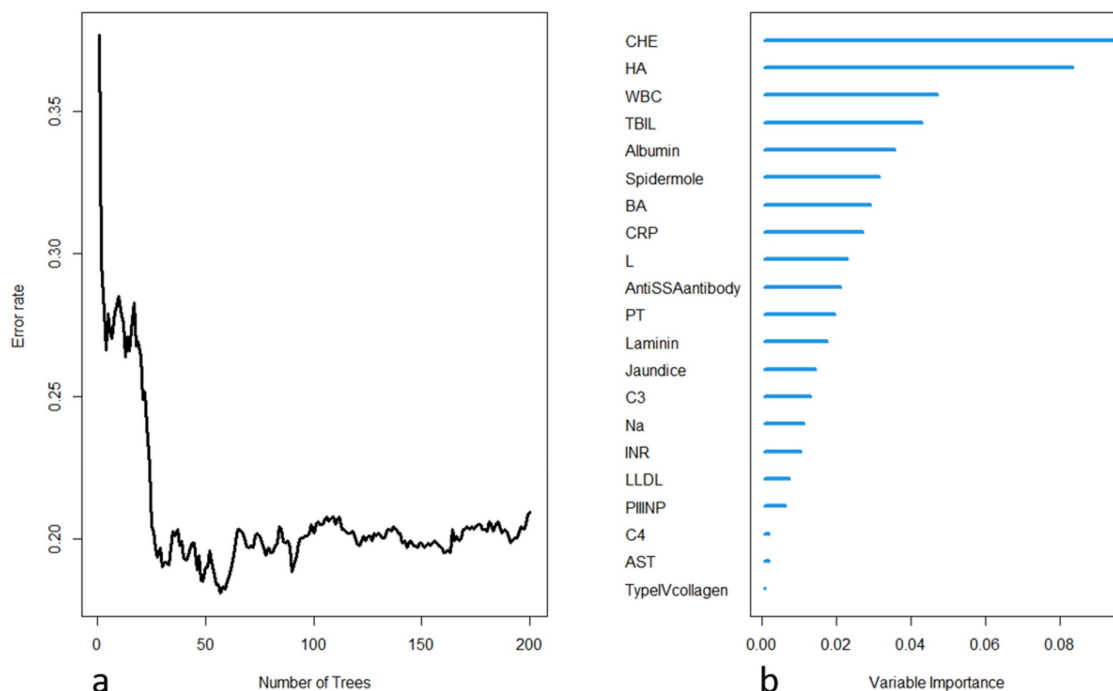 Error rate
0.35
0.30
0.25
0.20
0
50
100
150
200
a
Number of Trees
CHE
HA
WBC
TBIL
Albumin
Spidermole
BA
CRP
L
AntiSSAantibody
PT
Laminin
Jaundice
C3
Na
INR
LLDL
PIIINP
C4
AST
TypeIVcollagen
0.00
0.02
0.04
0.06
0.08
b
Variable Importance